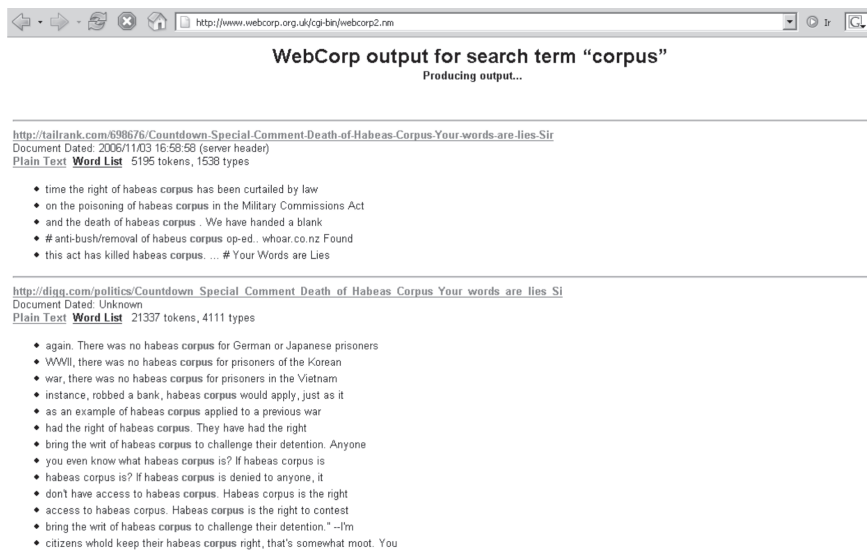 http://www.webcorp.org.uk/cgi-bin/webcorp2.nm Ir G
WebCorp output for search term “corpus”
Producing output...
http://tailrank.com/698676/Countdown-Special-Comment-Death-of-Habeas-Corpus-Your-words-are-lies-Sir
Document Dated: 2006/11/03 16:58:58 (server header)
Plain Text Word List 5195 tokens, 1538 types
◆ time the right of habeas corpus has been curtailed by law
◆ on the poisoning of habeas corpus in the Military Commissions Act
◆ and the death of habeas corpus . We have handed a blank
◆ # anti-bush/removal of habeus corpus op-ed.. whoar.co.nz Found
◆ this act has killed habeas corpus. ... # Your Words are Lies
http://digg.com/politics/Countdown_Special_Comment_Death_of_Habeas_Corpus_Your_words_are_lies_Si
Document Dated: Unknown
Plain Text Word List 21337 tokens, 4111 types
◆ again. There was no habeas corpus for German or Japanese prisoners
◆ WWII, there was no habeas corpus for prisoners of the Korean
◆ war, there was no habeas corpus for prisoners in the Vietnam
◆ instance, robbed a bank, habeas corpus would apply, just as it
◆ as an example of habeas corpus applied to a previous war
◆ had the right of habeas corpus. They have had the right
◆ bring the writ of habeas corpus to challenge their detention. Anyone
◆ you even know what habeas corpus is? If habeas corpus is
◆ habeas corpus is? If habeas corpus is denied to anyone, it
◆ don't have access to habeas corpus. Habeas corpus is the right
◆ access to habeas corpus. Habeas corpus is the right to contest
◆ bring the writ of habeas corpus to challenge their detention." --I'm
◆ citizens whold keep their habeas corpus right, that's somewhat moot. You